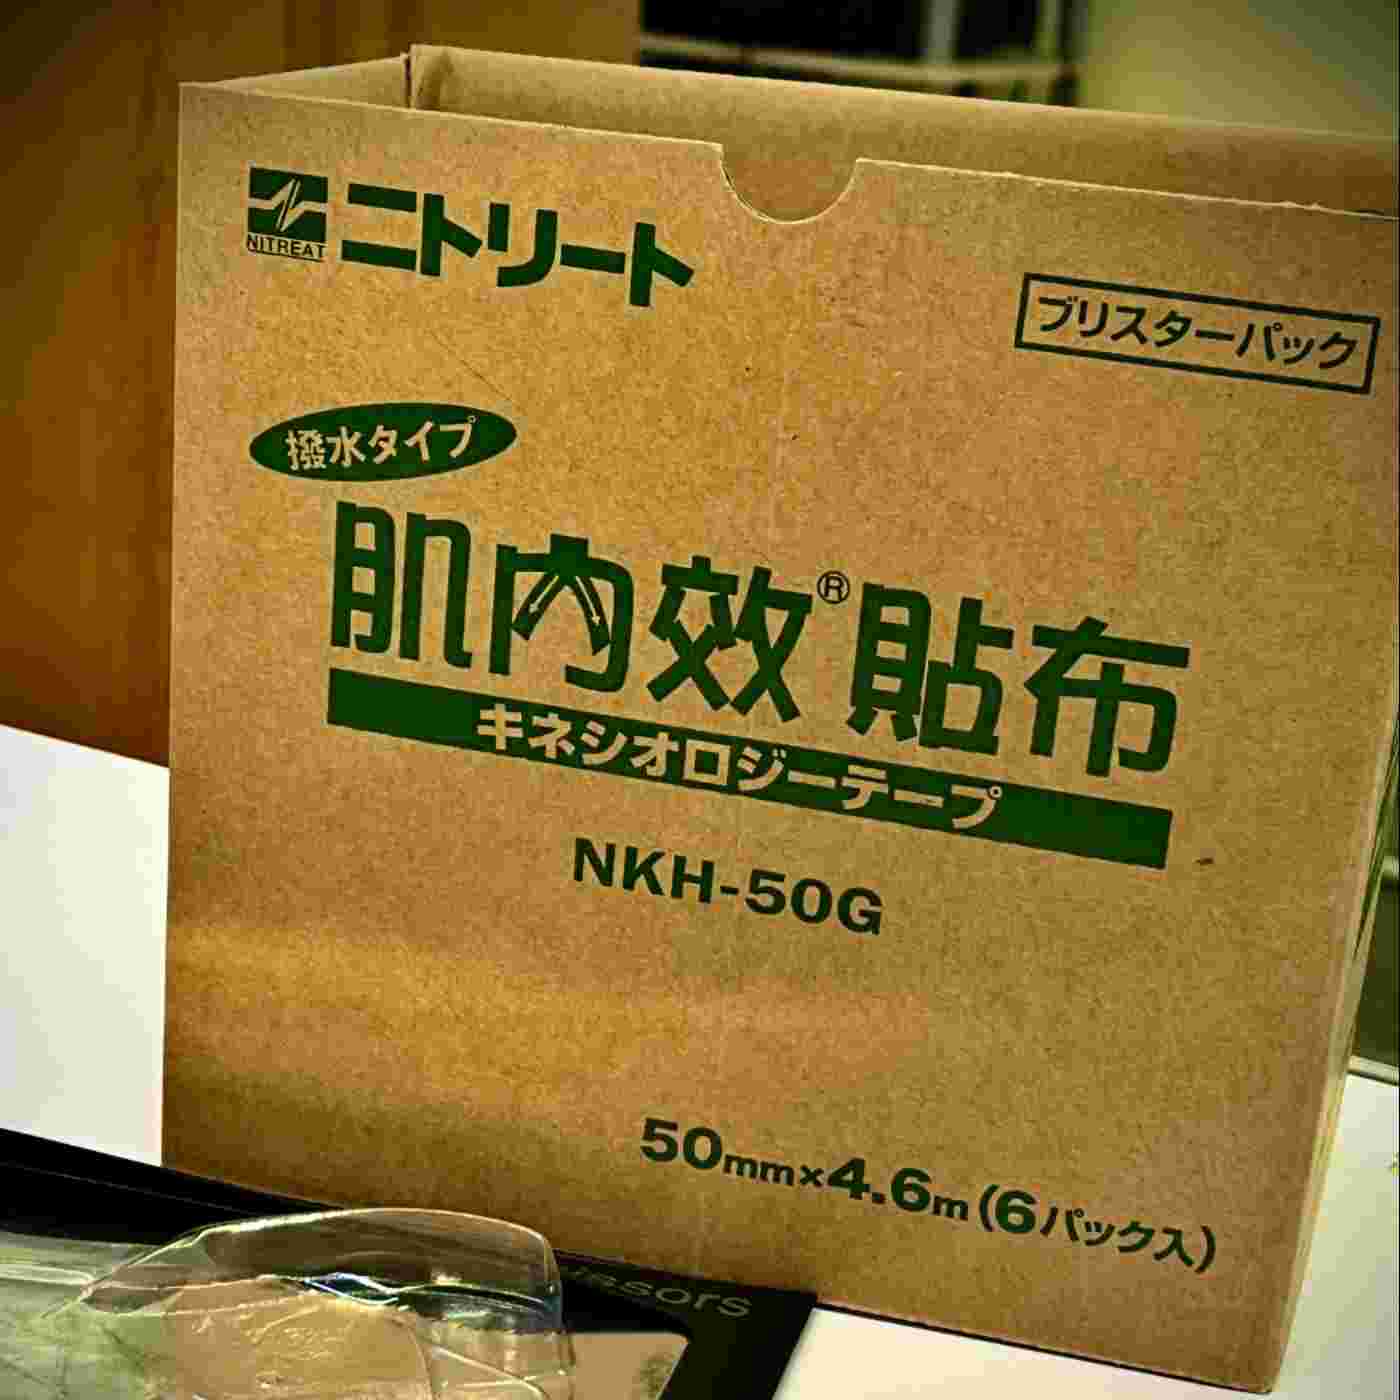 NITREAT
ニトリート
ブリスターパック
撥水タイプ
肌内效®貼布
キネシオロジーテープ
NKH-50G
50mm×4.6m(6パック入)